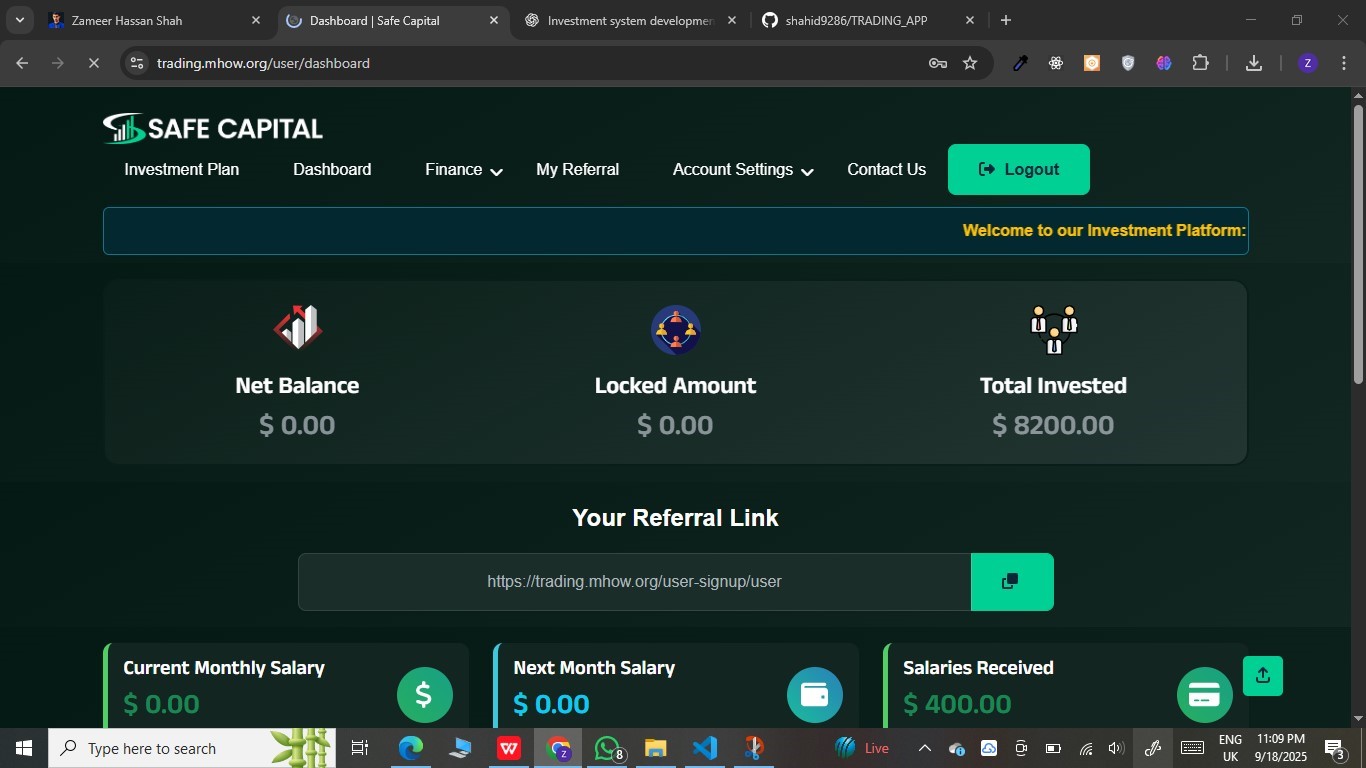 Zameer Hassan Shah
Dashboard | Safe Capital
Investment system developmen
shahid9286/TRADING_APP
trading.mhow.org/user/dashboard
Z
SAFE CAPITAL
Investment Plan Dashboard Finance My Referral Account Settings Contact Us Logout
Welcome to our Investment Platform:
Net Balance Locked Amount Total Invested
$ 0.00 $ 0.00 $ 8200.00
Your Referral Link
https://trading.mhow.org/user-signup/user
Current Monthly Salary Next Month Salary Salaries Received
$ 0.00 $ 0.00 $ 400.00
Type here to search
8
Live
ENG
UK
11:09 PM
9/18/2025
3